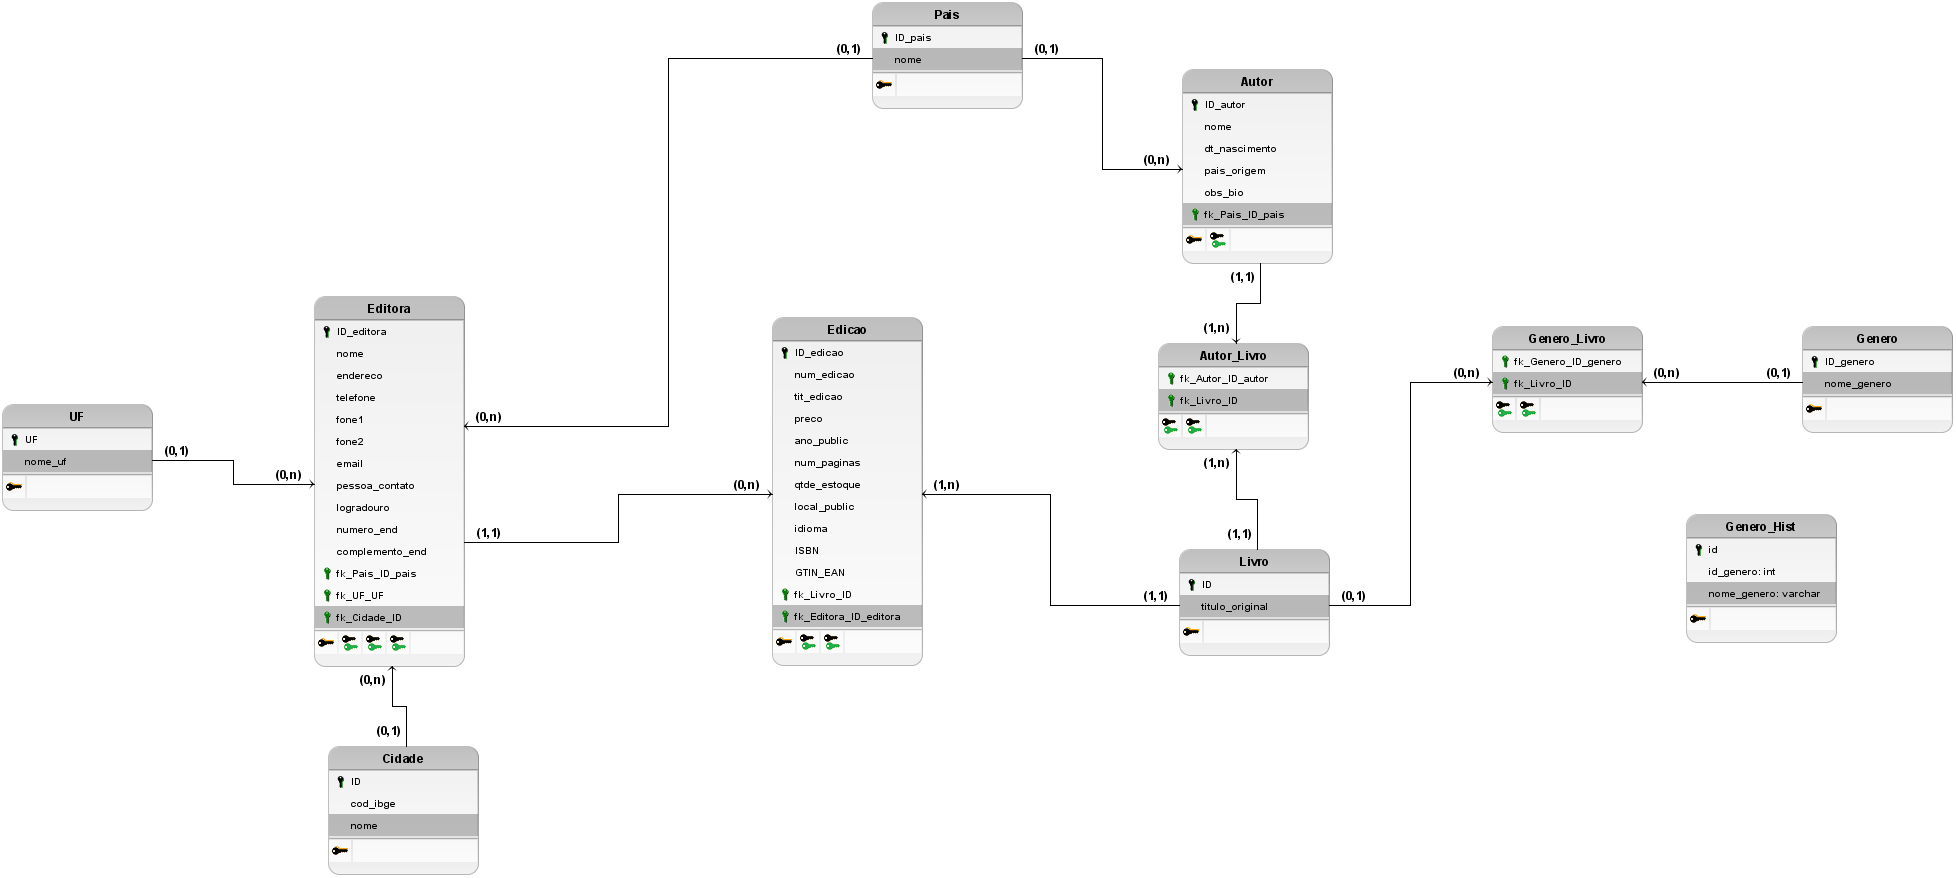 Pais
ID_pais
nome
(0,1)
(0,1)
Autor
ID_autor
nome
dt_nascimento
pais_origem
obs_bio
fk_Pais_ID_pais
(0,n)
(1,1)
(1,n)
Autor_Livro
fk_Autor_ID_autor
fk_Livro_ID
(1,n)
(1,1)
Editora
ID_editora
nome
endereco
telefone
fone1
fone2
email
pessoa_contato
logradouro
numero_end
complemento_end
fk_Pais_ID_pais
fk_UF_UF
fk_Cidade_ID
(0,n)
(0,n)
(1,1)
(0,n)
UF
UF
nome_uf
(0,1)
Edicao
ID_edicao
num_edicao
tit_edicao
preco
ano_public
num_paginas
qtde_estoque
local_public
idioma
ISBN
GTIN_EAN
fk_Livro_ID
fk_Editora_ID_editora
(0,n)
(1,n)
Genero_Livro
fk_Genero_ID_genero
fk_Livro_ID
(0,n)
(0,n)
Genero
ID_genero
nome_genero
(0,1)
Livro
ID
titulo_original
(1,1)
(0,1)
Genero_Hist
id
id_genero: int
nome_genero: varchar
(0,1)
Cidade
ID
cod_ibge
nome